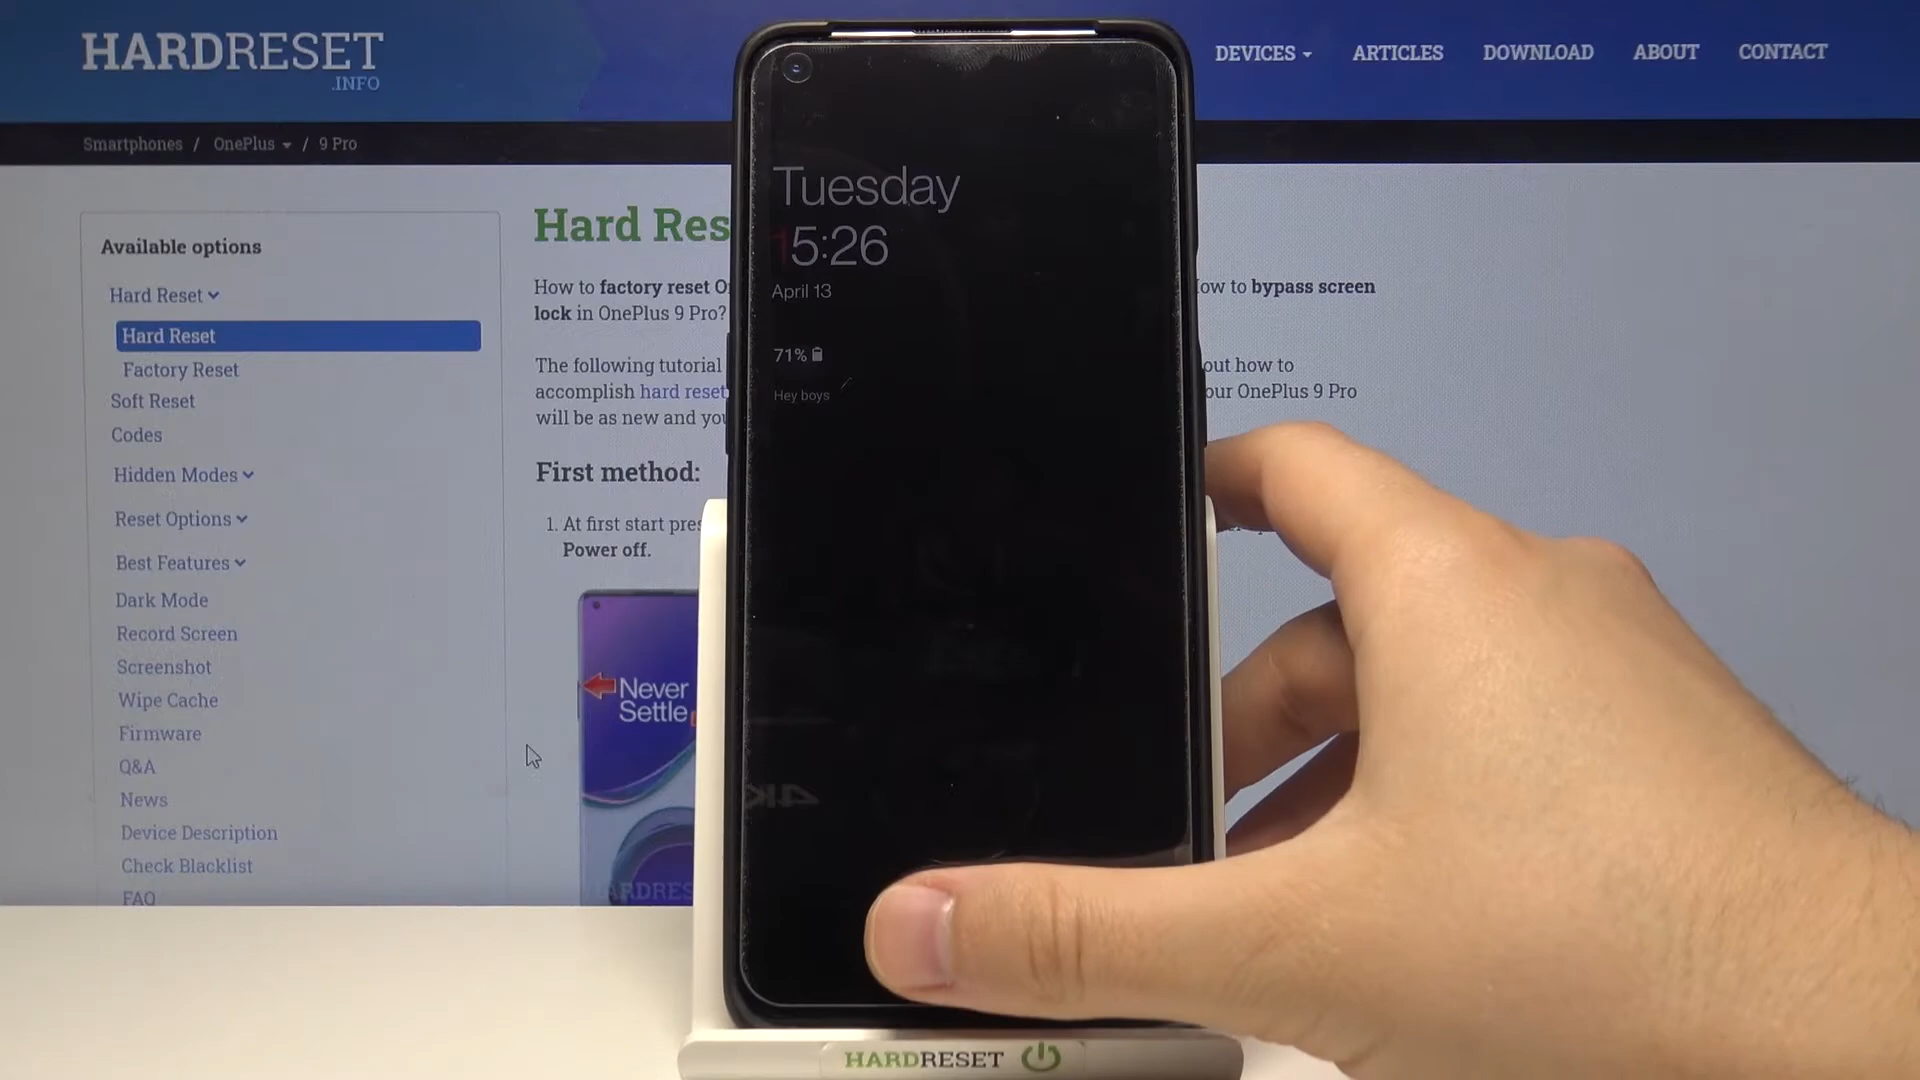 HARDRESET
.INFO
DEVICES
ARTICLES
DOWNLOAD
ABOUT
CONTACT
Smartphones / OnePlus / 9 Pro
Available options
Hard Reset
Hard Reset
Factory Reset
Soft Reset
Codes
Hidden Modes
Reset Options
Best Features
Dark Mode
Record Screen
Screenshot
Wipe Cache
Firmware
Q&A
News
Device Description
Check Blacklist
FAQ
Hard Res
How to factory reset O
lock in OnePlus 9 Pro?
The following tutorial
accomplish hard reset
will be as new and you
First method:
1. At first start pres
Power off.
Never
Settle
Tuesday
15:26
April 13
71%
Hey boys
4K
ow to bypass screen
out how to
our OnePlus 9 Pro
HARDRESET